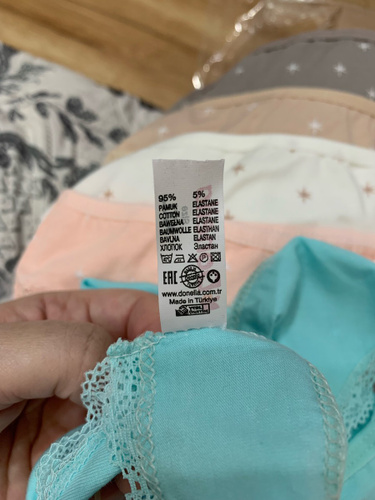 95% 5%
PAMUK ELASTANE
COTTON ELASTANE
BAWEŁNA ELASTANE
BAUMWOLLE ELASTHAN
BAVLNA ELASTAN
ХЛОПОК Эластан
EAC
www.donella.com.tr
Made in Türkiye